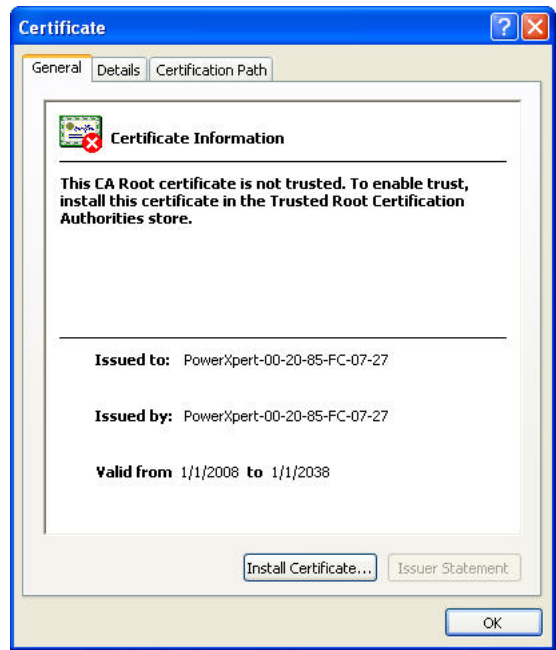 Certificate
General Details Certification Path
Certificate Information
This CA Root certificate is not trusted. To enable trust,
install this certificate in the Trusted Root Certification
Authorities store.
Issued to: PowerXpert-00-20-85-FC-07-27
Issued by: PowerXpert-00-20-85-FC-07-27
Valid from 1/1/2008 to 1/1/2038
Install Certificate... Issuer Statement
OK